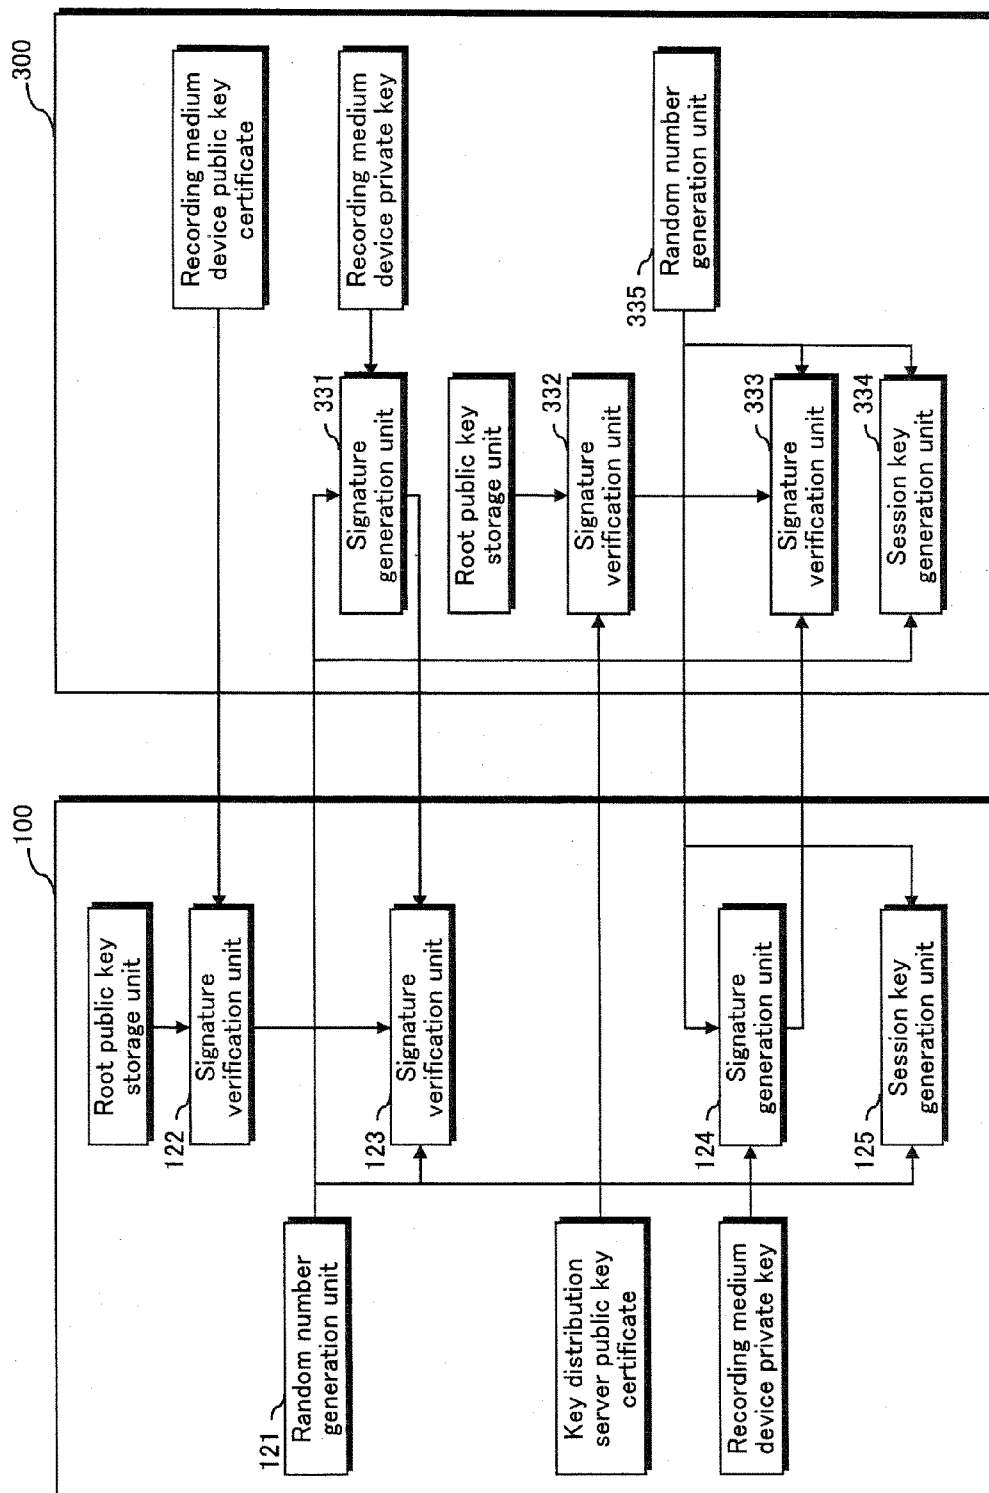 100
300
Root public key
storage unit
122
Signature
verification unit
123
Signature
verification unit
121
Random number
generation unit
Key distribution
server public key
certificate
Recording medium
device private key
124
Signature
generation unit
125
Session key
generation unit
Recording medium
device public key
certificate
Recording medium
device private key
331
Signature
generation unit
Root public key
storage unit
332
Signature
verification unit
335
Random number
generation unit
333
Signature
verification unit
334
Session key
generation unit